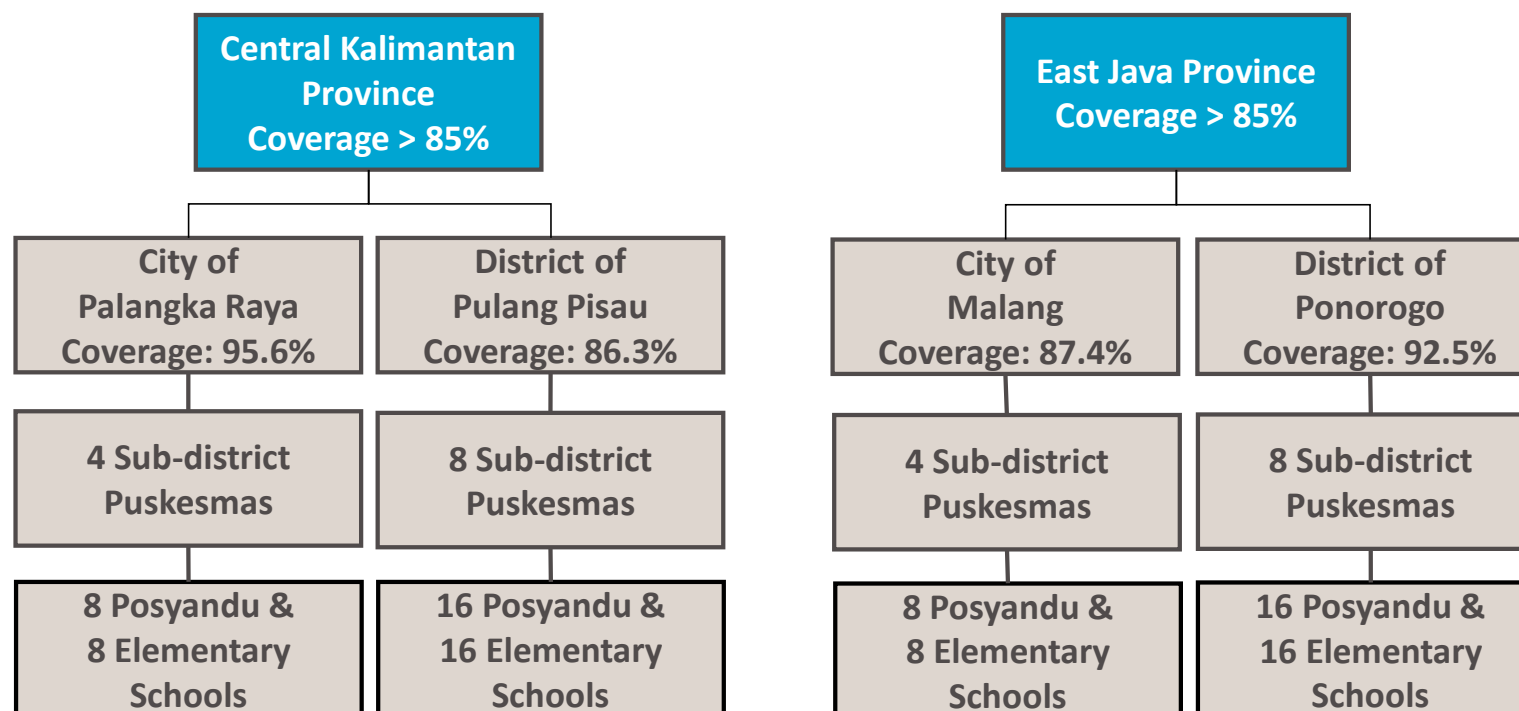 Central Kalimantan
Province
Coverage > 85%
East Java Province
Coverage > 85%
City of
Palangka Raya
Coverage: 95.6%
District of
Pulang Pisau
Coverage: 86.3%
City of
Malang
Coverage: 87.4%
District of
Ponorogo
Coverage: 92.5%
4 Sub-district
Puskesmas
8 Sub-district
Puskesmas
4 Sub-district
Puskesmas
8 Sub-district
Puskesmas
8 Posyandu &
8 Elementary
Schools
16 Posyandu &
16 Elementary
Schools
8 Posyandu &
8 Elementary
Schools
16 Posyandu &
16 Elementary
Schools